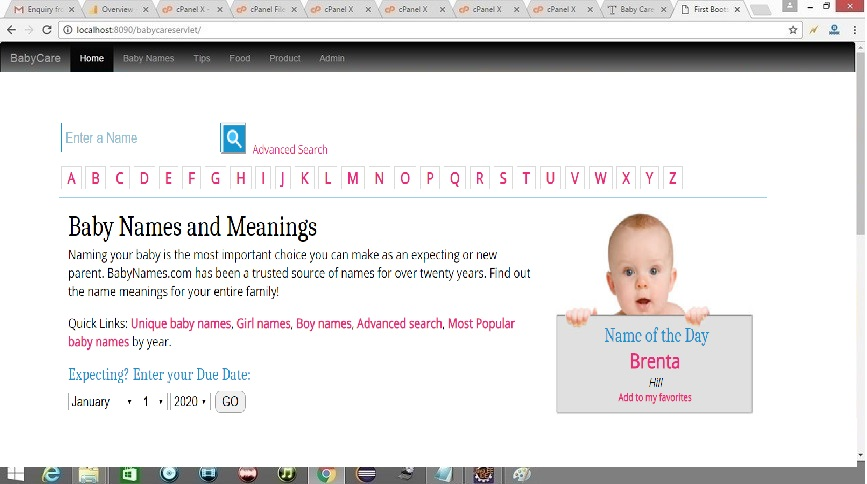 Enquiry fr
Overview
cPanel X -
cPanel File
cPanel X
cPanel X
cPanel X
cPanel X
Baby Care
First Boots
localhost:8090/babycareservlet/
BabyCare Home Baby Names Tips Food Product Admin
Enter a Name
Advanced Search
A B C D E F G H I J K L M N O P Q R S T U V W X Y Z
Baby Names and Meanings
Naming your baby is the most important choice you can make as an expecting or new
parent. BabyNames.com has been a trusted source of names for over twenty years. Find out
the name meanings for your entire family!
Quick Links: Unique baby names, Girl names, Boy names, Advanced search, Most Popular
baby names by year.
Expecting? Enter your Due Date:
January 1 2020 GO
Name of the Day
Brenta
Hill
Add to my favorites